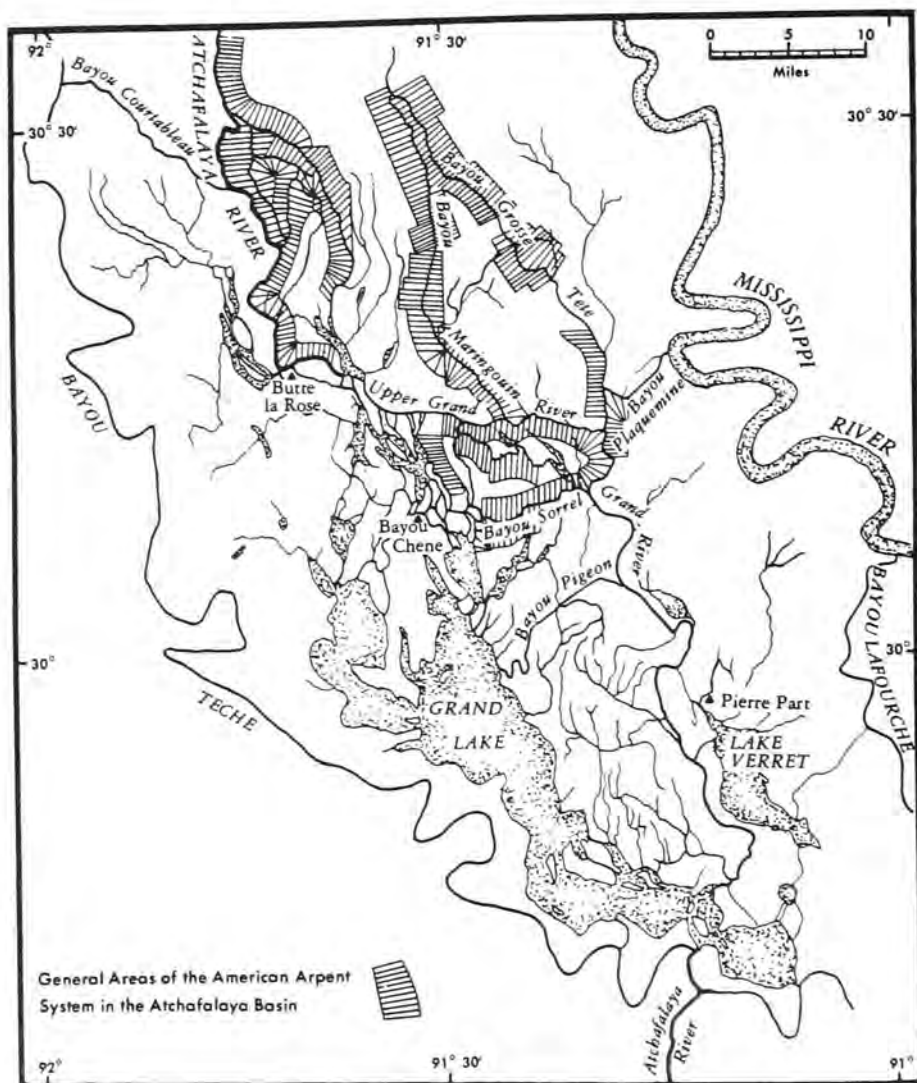 92°
91° 30'
0 5 10
Miles
30° 30'
30° 30'
Bayou Courtableau
ATCHAFALAYA
RIVER
Bayou
Grosse
Tete
Bayou
Maringouin
MISSISSIPPI
RIVER
BAYOU
TECHE
Butte
la Rose
Upper Grand River
Bayou
Plaquemine
Bayou
Chene
Bayou Sorrel
Grand
River
Bayou Pigeon
BAYOU LAFOURCHE
30°
30°
GRAND
LAKE
Pierre Part
LAKE
VERRET
General Areas of the American Arpent
System in the Atchafalaya Basin
Atchafalaya
River
92°
91° 30'
91°